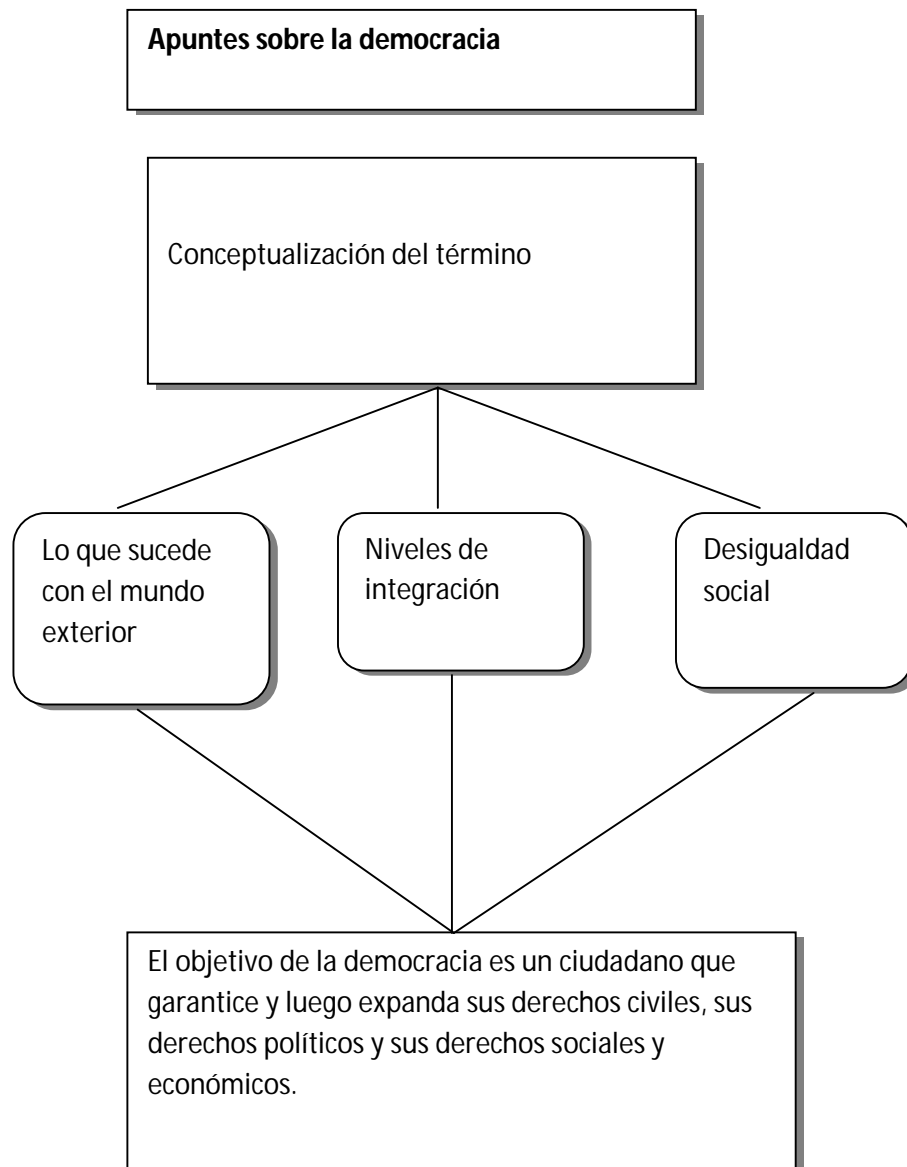 Apuntes sobre la democracia
Conceptualización del término
Lo que sucede
con el mundo
exterior
Niveles de
integración
Desigualdad
social
El objetivo de la democracia es un ciudadano que
garantice y luego expanda sus derechos civiles, sus
derechos políticos y sus derechos sociales y
económicos.